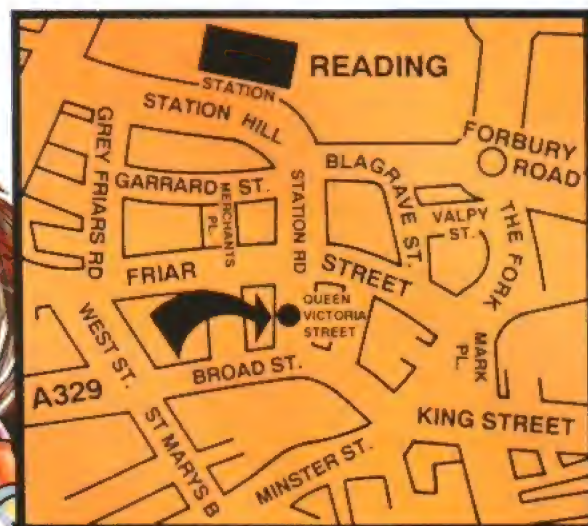 READING
STATION
STATION HILL
FORBURY
ROAD
GREY FRIARS RD
GARRARD ST.
MERCHANTS
PL.
STATION RD
BLAGRAVE ST.
VALPY
ST.
THE FORK
FRIAR
STREET
QUEEN
VICTORIA
STREET
WEST ST.
BROAD ST.
MARK
PL.
A329
ST MARYS B
KING STREET
MINSTER ST.